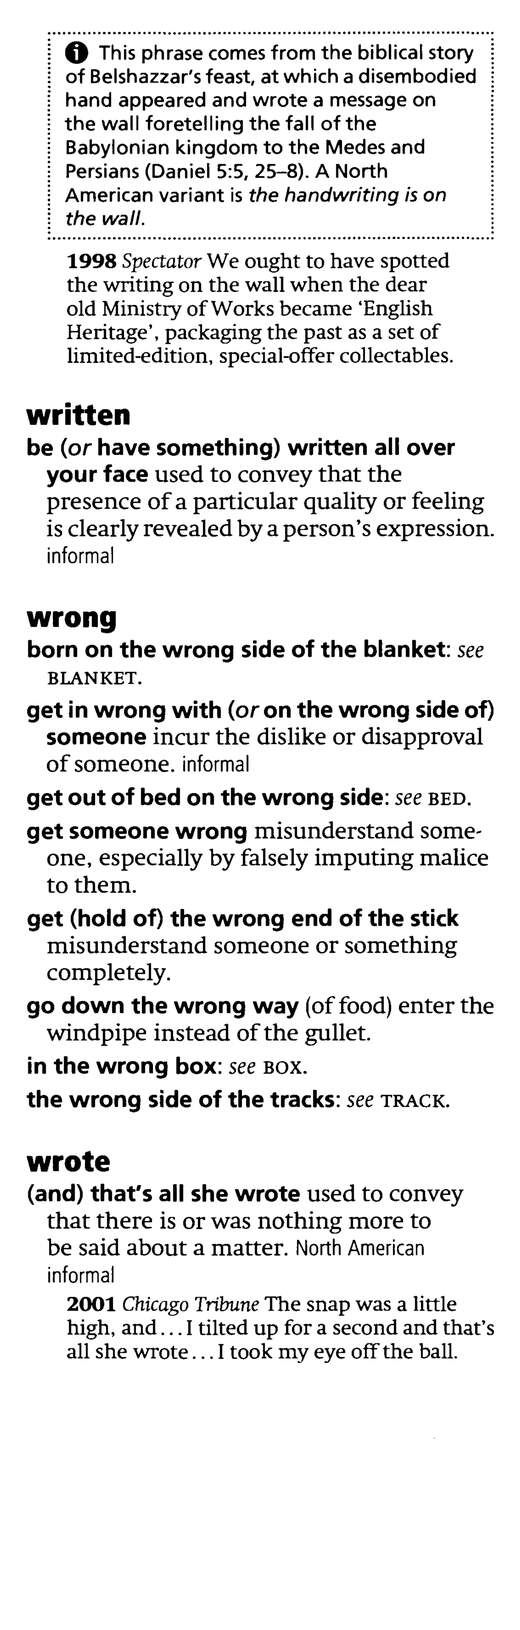 This phrase comes from the biblical story
of Belshazzar's feast, at which a disembodied
hand appeared and wrote a message on
the wall foretelling the fall of the
Babylonian kingdom to the Medes and
Persians (Daniel 5:5, 25–8). A North
American variant is the handwriting is on
the wall.
1998 Spectator We ought to have spotted
the writing on the wall when the dear
old Ministry of Works became ‘English
Heritage’, packaging the past as a set of
limited-edition, special-offer collectables.
written
be (or have something) written all over
your face used to convey that the
presence of a particular quality or feeling
is clearly revealed by a person's expression.
informal
wrong
born on the wrong side of the blanket: see
BLANKET.
get in wrong with (or on the wrong side of)
someone incur the dislike or disapproval
of someone. informal
get out of bed on the wrong side: see BED.
get someone wrong misunderstand some-
one, especially by falsely imputing malice
to them.
get (hold of) the wrong end of the stick
misunderstand someone or something
completely.
go down the wrong way (of food) enter the
windpipe instead of the gullet.
in the wrong box: see BOX.
the wrong side of the tracks: see TRACK.
wrote
(and) that's all she wrote used to convey
that there is or was nothing more to
be said about a matter. North American
informal
2001 Chicago Tribune The snap was a little
high, and...I tilted up for a second and that's
all she wrote...I took my eye off the ball.